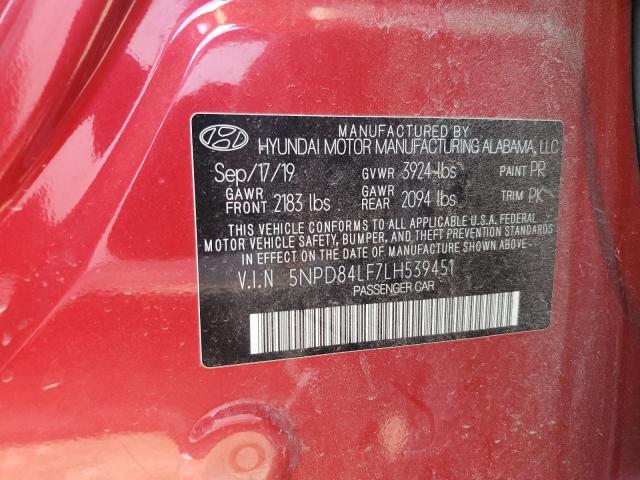 MANUFACTURED BY
HYUNDAI MOTOR MANUFACTURING ALABAMA, LLC
Sep/17/19 GVWR 3924 lbs PAINT PR
GAWR FRONT 2183 lbs GAWR REAR 2094 lbs TRIM PK
THIS VEHICLE CONFORMS TO ALL APPLICABLE U.S.A. FEDERAL
MOTOR VEHICLE SAFETY, BUMPER, AND THEFT PREVENTION STANDARDS
IN EFFECT ON THE DATE OF MANUFACTURE SHOWN ABOVE.
V.I.N 5NPD84LF7LH539451
PASSENGER CAR